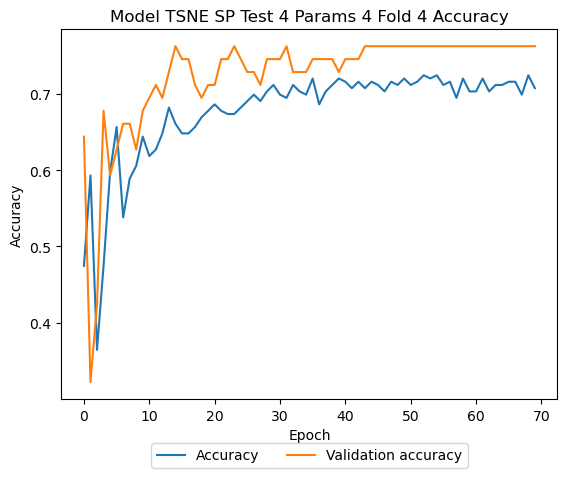 Model TSNE SP Test 4 Params 4 Fold 4 Accuracy
Accuracy
0.7
0.6
0.5
0.4
0 10 20 30 40 50 60 70
Epoch
Accuracy Validation accuracy